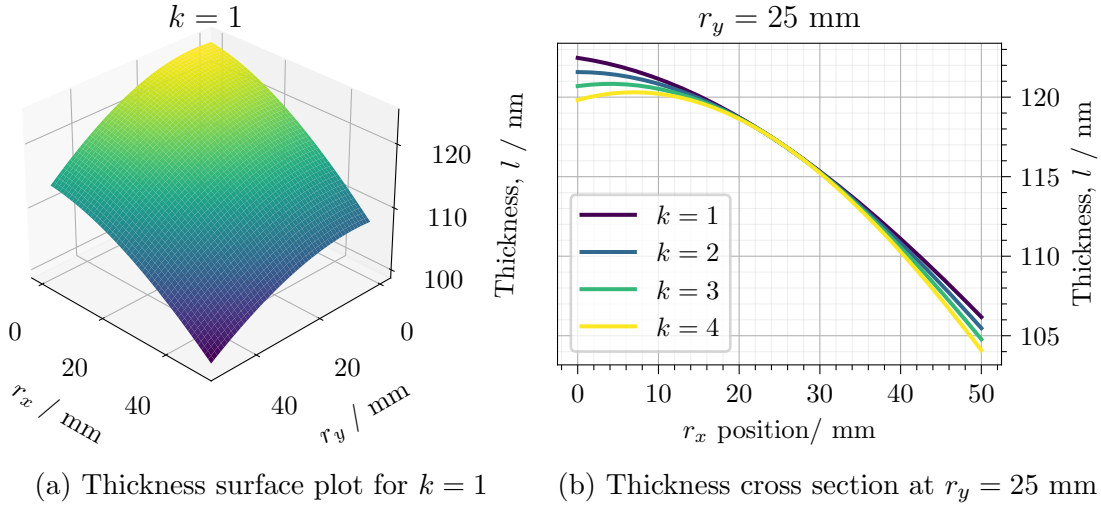 k = 1
120
110
100
Thickness, l / nm
0
20
40
r_x / mm
0
20
40
r_y / mm
(a) Thickness surface plot for k = 1
r_y = 25 mm
120
115
110
105
Thickness, l / nm
k = 1
k = 2
k = 3
k = 4
0 10 20 30 40 50
r_x position/ mm
(b) Thickness cross section at r_y = 25 mm